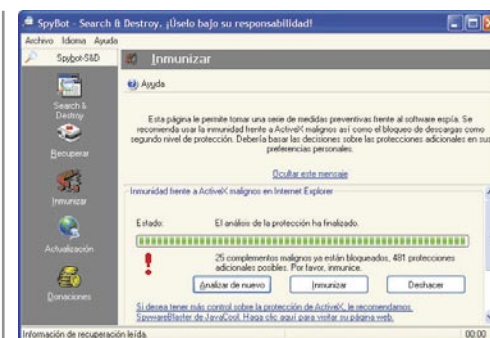 SpyBot - Search & Destroy. ¡Úselo bajo su responsabilidad!
Archivo Idioma Ayuda
Spybot-S&D
Inmunizar
Ayuda
Search &
Destroy
Esta página le permite tomar una serie de medidas preventivas frente al software espía. Se
recomienda usar la inmunidad frente a ActiveX malignos así como el bloqueo de descargas como
segundo nivel de protección. Debería basar las decisiones sobre las protecciones adicionales en sus
preferencias personales.
Recuperar
Ocultar este mensaje
Inmunizar
Inmunidad frente a ActiveX malignos en Internet Explorer
Estado: El análisis de la protección ha finalizado.
Actualización
25 complementos malignos ya están bloqueados, 481 protecciones
adicionales posibles. Por favor, inmunice.
Analizar de nuevo Inmunizar Deshacer
Donaciones
Si desea tener más control sobre la protección de ActiveX, le recomendamos
SpywareBlaster de JavaCool. Haga clic aquí para visitar su página web.
Información de recuperación leída. 00:00